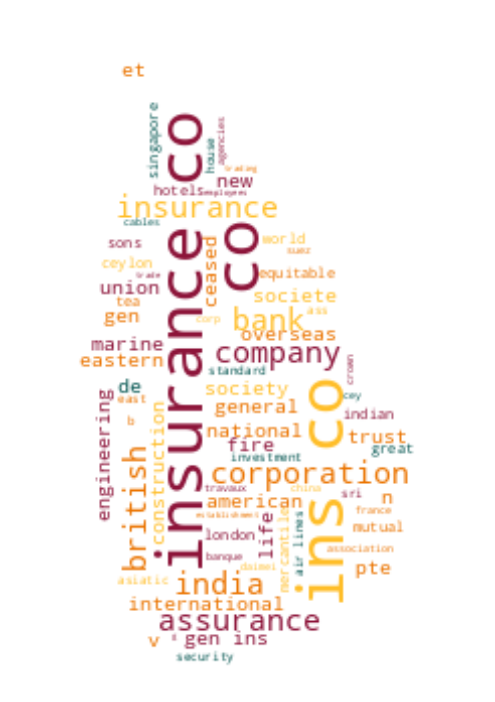 et
singapore
insurance co
house
agencies
trading
new
hotels
employees
insurance
cables
co
world
sons
suez
ceased
ceylon
equitable
trade
union
societe
tea
gen
corp
bank
ass
overseas
marine
company
eastern
standard
crown
de
society
cey
east
engineering
construction
general
ins co
indian
b
national
trust
fire
great
british
investment
corporation
travaux
china
sri
n
american
france
establishment
life
mercantile
air lines
mutual
london
association
banque
daimei
pte
asiatic
india
international
assurance
v
gen ins
security